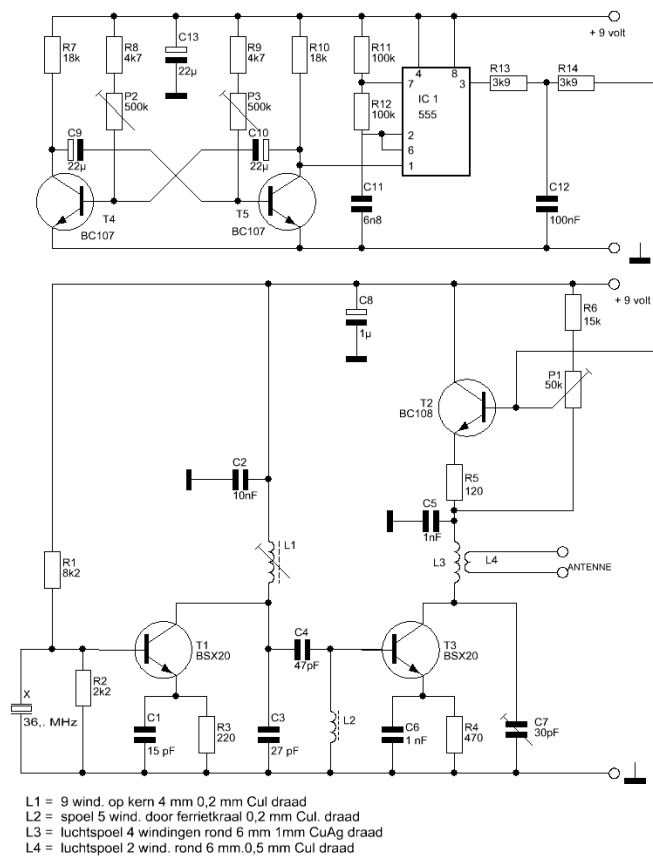 R7
18k
R8
4k7
C13
22µ
R9
4k7
R10
18k
R11
100k
+ 9 volt
4
8
R13
3k9
R14
3k9
7
3
IC 1
555
P2
500k
P3
500k
R12
100k
2
6
1
C9
22µ
C10
22µ
T4
BC107
T5
BC107
C11
6n8
C12
100nF
C8
1µ
+ 9 volt
R6
15k
P1
50k
T2
BC108
C2
10nF
R5
120
C5
1nF
L1
L3
L4
ANTENNE
R1
8k2
T1
BSX20
C4
47pF
T3
BSX20
X
36,. MHz
R2
2k2
C1
15 pF
R3
220
C3
27 pF
L2
C6
1 nF
R4
470
C7
30pF
L1 = 9 wind. op kern 4 mm 0,2 mm Cul draad
L2 = spoel 5 wind. door ferrietkraal 0,2 mm Cul. draad
L3 = luchtspoel 4 windingen rond 6 mm 1mm CuAg draad
L4 = luchtspoel 2 wind. rond 6 mm.0,5 mm Cul draad